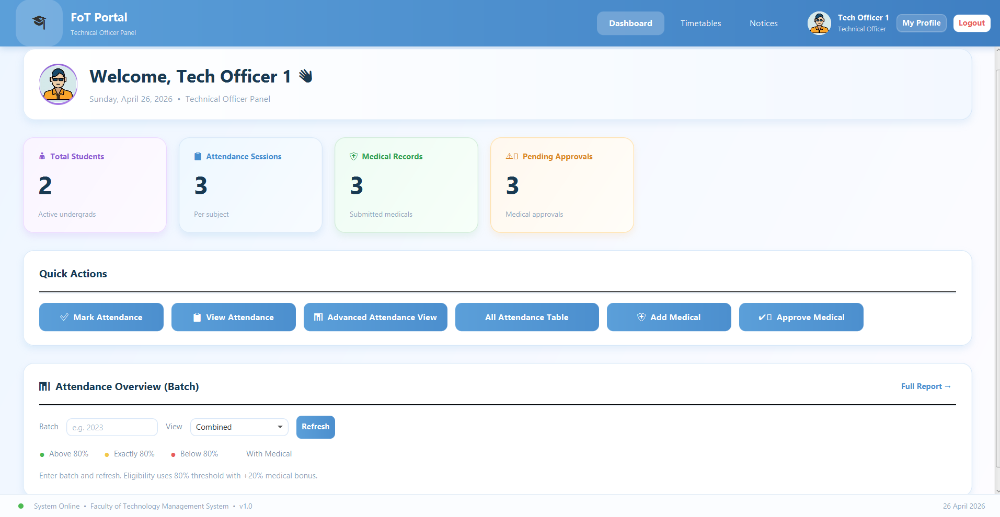 FoT Portal
Technical Officer Panel
Dashboard
Timetables
Notices
Tech Officer 1
Technical Officer
My Profile
Logout
Welcome, Tech Officer 1 👋
Sunday, April 26, 2026 • Technical Officer Panel
Total Students
2
Active undergrads
Attendance Sessions
3
Per subject
Medical Records
3
Submitted medicals
Pending Approvals
3
Medical approvals
Quick Actions
Mark Attendance
View Attendance
Advanced Attendance View
All Attendance Table
Add Medical
Approve Medical
Attendance Overview (Batch)
Full Report →
Batch
e.g. 2023
View
Combined
Refresh
Above 80%
Exactly 80%
Below 80%
With Medical
Enter batch and refresh. Eligibility uses 80% threshold with +20% medical bonus.
System Online • Faculty of Technology Management System • v1.0
26 April 2026